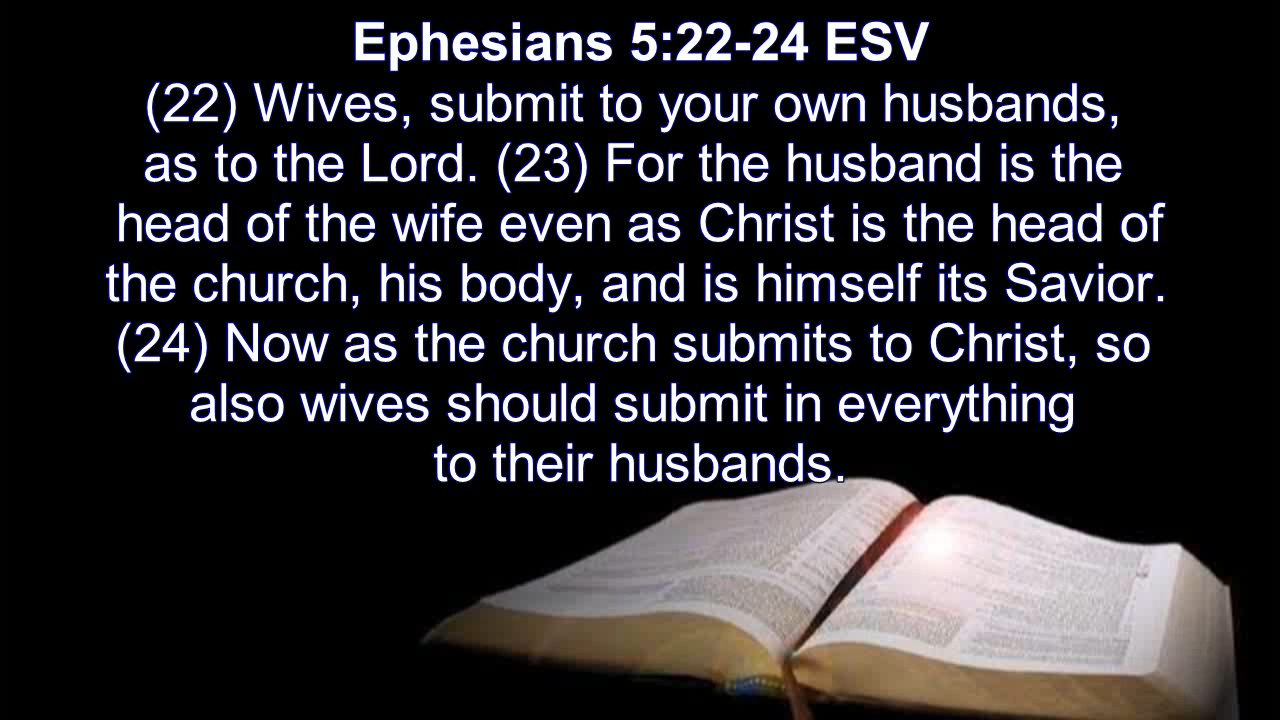 Ephesians 5:22-24 ESV
(22) Wives, submit to your own husbands,
as to the Lord. (23) For the husband is the
head of the wife even as Christ is the head of
the church, his body, and is himself its Savior.
(24) Now as the church submits to Christ, so
also wives should submit in everything
to their husbands.